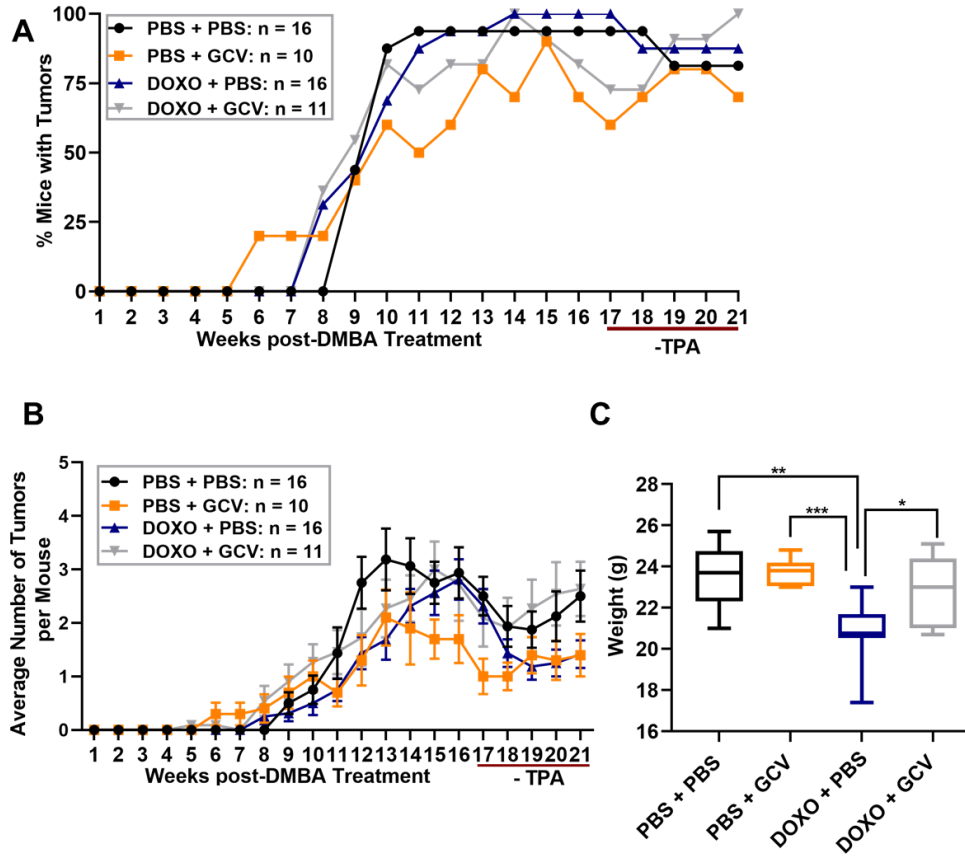 A
% Mice with Tumors
100
75
50
25
0
PBS + PBS: n = 16
PBS + GCV: n = 10
DOXO + PBS: n = 16
DOXO + GCV: n = 11
1 2 3 4 5 6 7 8 9 10 11 12 13 14 15 16 17 18 19 20 21
Weeks post-DMBA Treatment
-TPA
B
Average Number of Tumors
per Mouse
5
4
3
2
1
0
PBS + PBS: n = 16
PBS + GCV: n = 10
DOXO + PBS: n = 16
DOXO + GCV: n = 11
1 2 3 4 5 6 7 8 9 10 11 12 13 14 15 16 17 18 19 20 21
Weeks post-DMBA Treatment
- TPA
C
Weight (g)
28
26
24
22
20
18
16
**
***
*
PBS + PBS
PBS + GCV
DOXO + PBS
DOXO + GCV